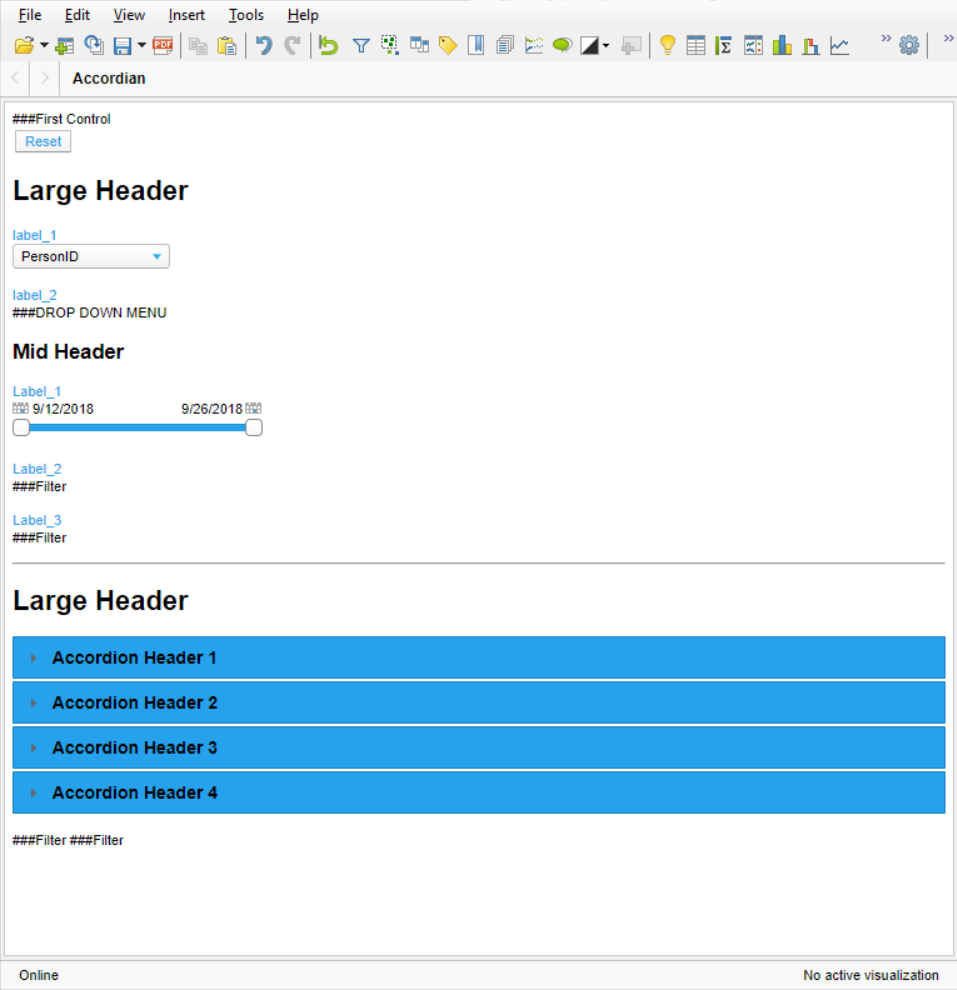 File Edit View Insert Tools Help
PDF
Accordian
###First Control
Reset
Large Header
label_1
PersonID
label_2
###DROP DOWN MENU
Mid Header
Label_1
9/12/2018 9/26/2018
Label_2
###Filter
Label_3
###Filter
Large Header
Accordion Header 1
Accordion Header 2
Accordion Header 3
Accordion Header 4
###Filter ###Filter
Online No active visualization